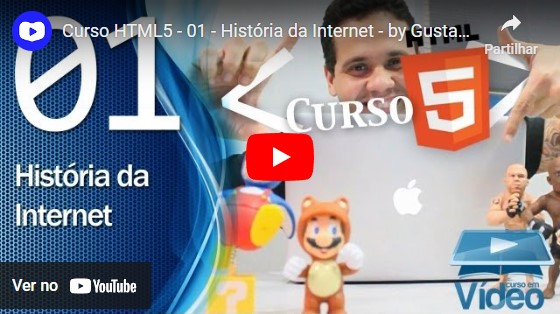 Curso HTML5 - 01 - História da Internet - by Gusta...
Partilhar
01
HTML
CURSO
5
História da
Internet
?
Ver no YouTube
curso em
Vídeo